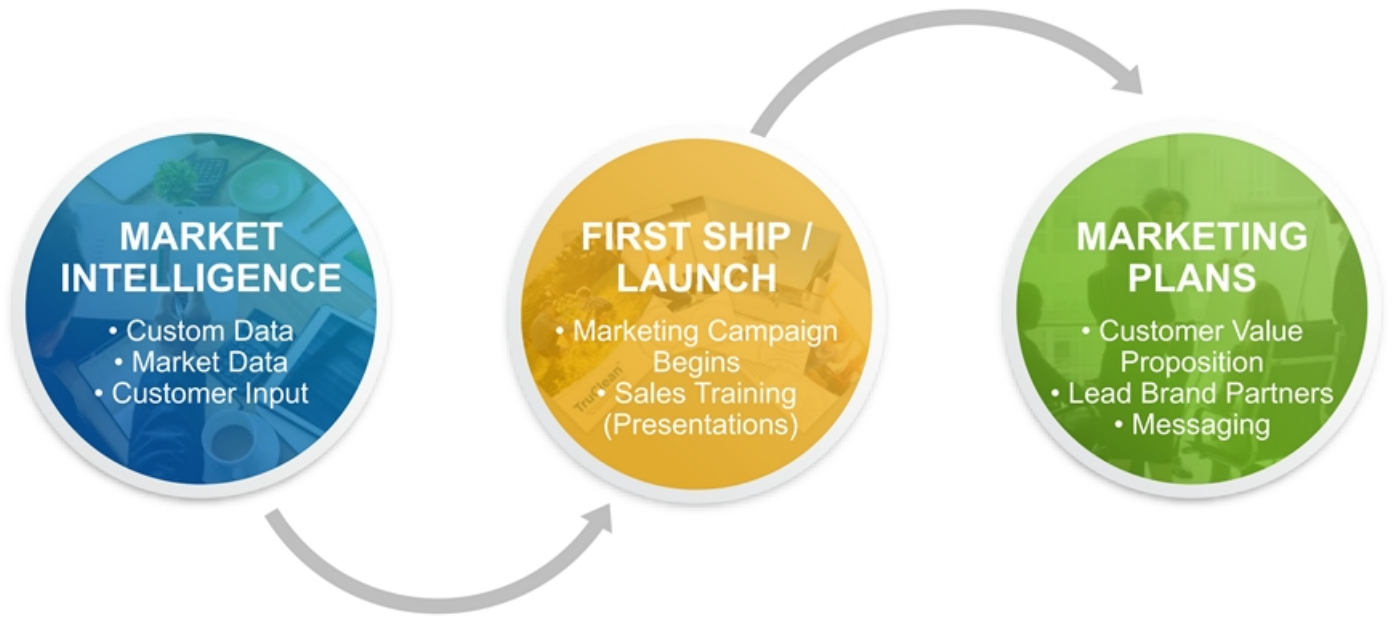 MARKET
INTELLIGENCE
• Custom Data
• Market Data
• Customer Input
FIRST SHIP /
LAUNCH
• Marketing Campaign
Begins
• Sales Training
(Presentations)
TruClean
MARKETING
PLANS
• Customer Value
Proposition
• Lead Brand Partners
• Messaging